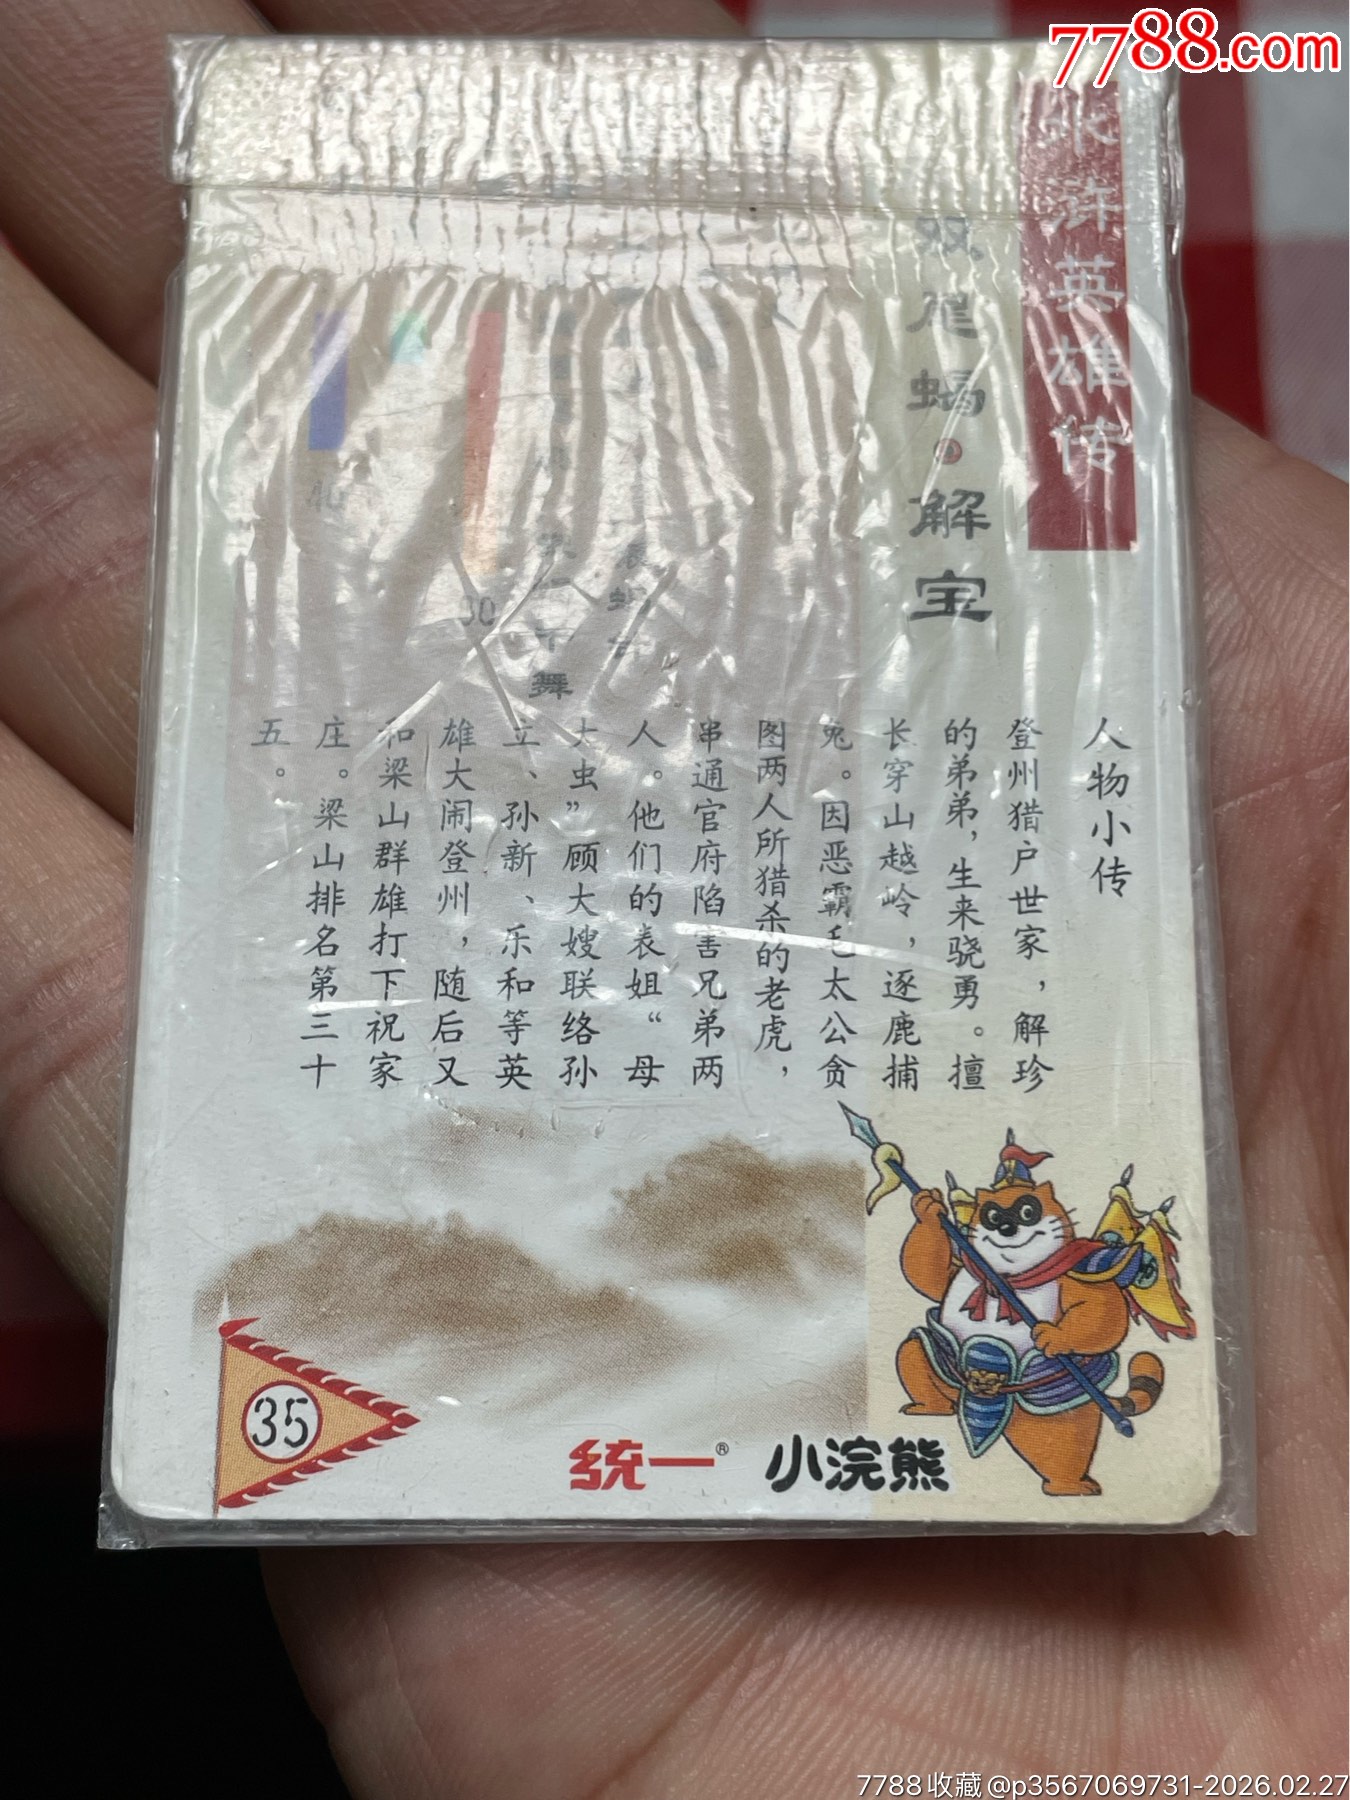 7788.com
水浒英雄传
双尾蝎·解宝
人物小传
登州猎户世家，解珍
的弟弟，生来骁勇。擅
长穿山越岭，逐鹿捕
兔。因恶霸毛太公贪
图两人所猎杀的老虎，
串通官府陷害兄弟两
人。他们的表姐“母
大虫”顾大嫂联络孙
立、孙新、乐和等英
雄大闹登州，随后又
和梁山群雄打下祝家
庄。梁山排名第三十
五。
30
舞
35
统一®
小浣熊
7788收藏@p3567069731-2026.02.27